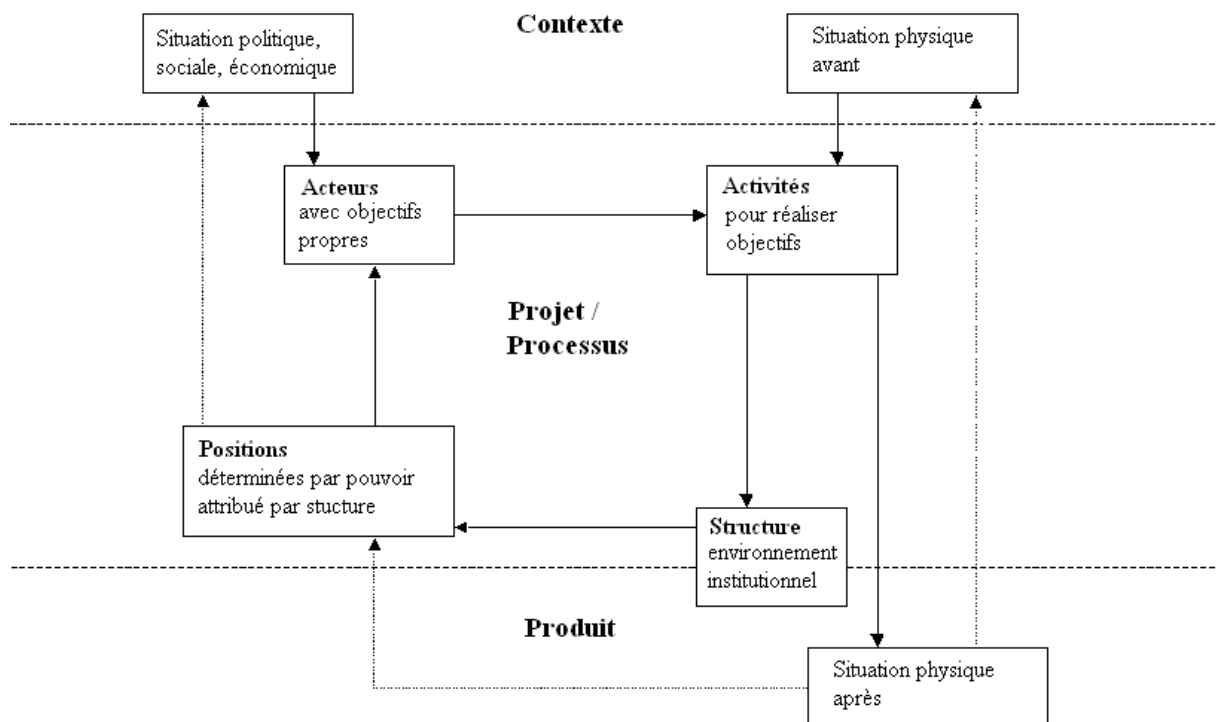 Contexte
Situation politique,
sociale, économique
Situation physique
avant
Acteurs
avec objectifs
propres
Activités
pour réaliser
objectifs
Projet /
Processus
Positions
déterminées par pouvoir
attribué par stucture
Structure
environnement
institutionnel
Produit
Situation physique
après